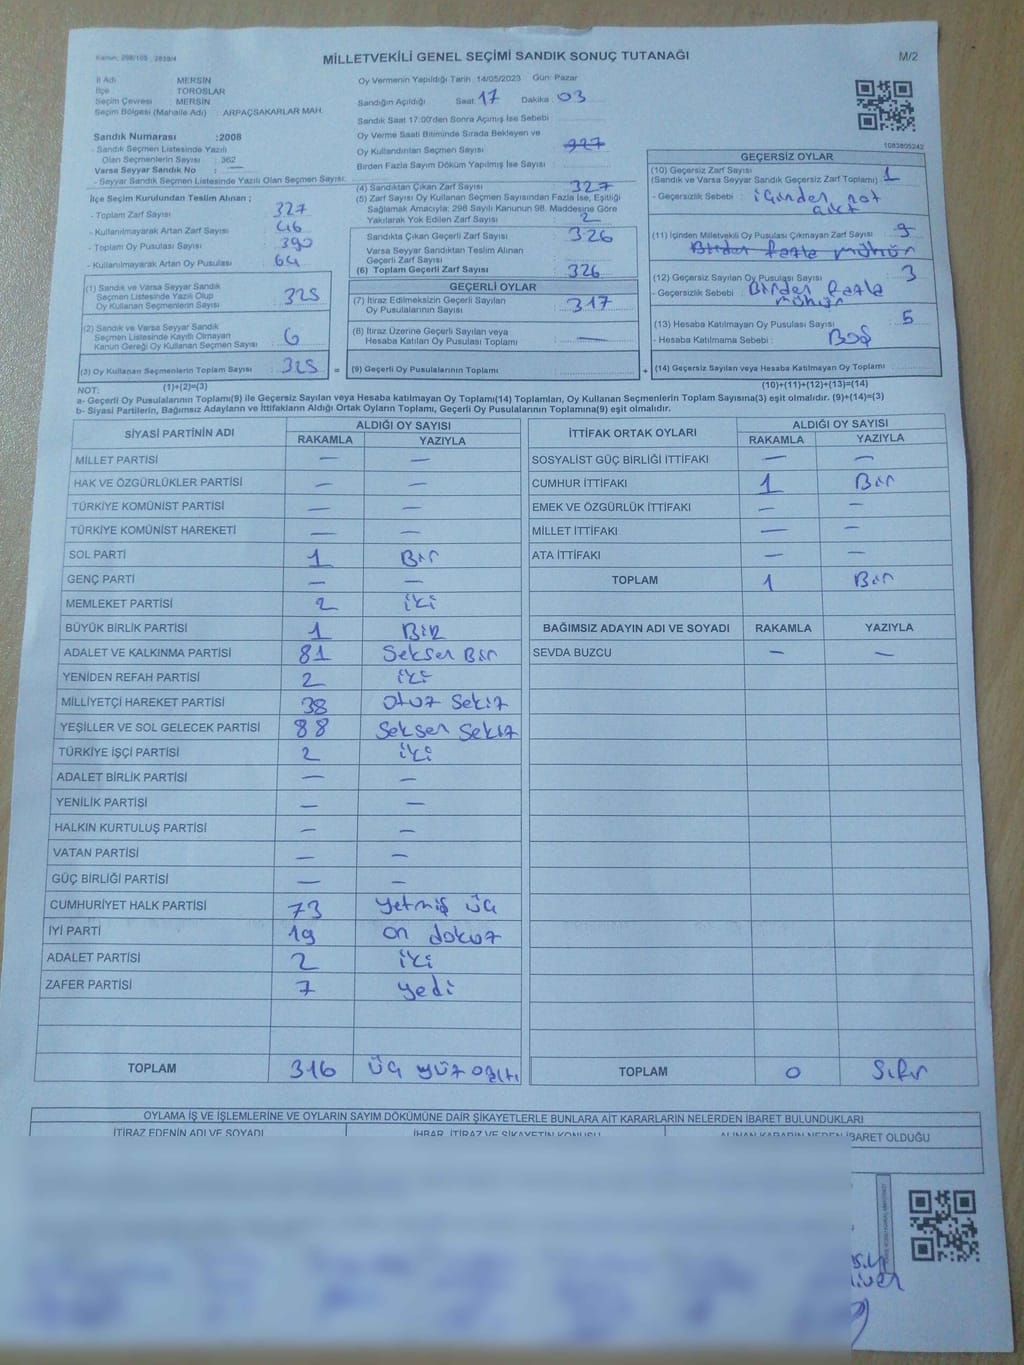 Kanun: 298/105 , 2839/4
MİLLETVEKİLİ GENEL SEÇİMİ SANDIK SONUÇ TUTANAĞI
M/2
İl Adı : MERSİN
İlçe : TOROSLAR
Seçim Çevresi : MERSİN
Seçim Bölgesi (Mahalle Adı) : ARPAÇSAKARLAR MAH.
Sandık Numarası :2008
- Sandık Seçmen Listesinde Yazılı
Olan Seçmenlerin Sayısı : 362
Varsa Seyyar Sandık No :
- Seyyar Sandık Seçmen Listesinde Yazılı Olan Seçmen Sayısı:
İlçe Seçim Kurulundan Teslim Alınan ;
- Toplam Zarf Sayısı : 327
- Kullanılmayarak Artan Zarf Sayısı : 46
- Toplam Oy Pusulası Sayısı : 390
- Kullanılmayarak Artan Oy Pusulası : 64
(1) Sandık ve Varsa Seyyar Sandık
Seçmen Listesinde Yazılı Olup
Oy Kullanan Seçmenlerin Sayısı : 325
(2) Sandık ve Varsa Seyyar Sandık
Seçmen Listesinde Kayıtlı Olmayan
Kanun Gereği Oy Kullanan Seçmen Sayısı : 6
(3) Oy Kullanan Seçmenlerin Toplam Sayısı : 325
Oy Vermenin Yapıldığı Tarih :14/05/2023 Gün: Pazar
Sandığın Açıldığı Saat: 17 Dakika : 03
Sandık Saat 17:00'den Sonra Açımış İse Sebebi :
Oy Verme Saati Bitiminde Sırada Bekleyen ve
Oy Kullandırılan Seçmen Sayısı : 327
Birden Fazla Sayım Döküm Yapılmış İse Sayısı :
(4) Sandıktan Çıkan Zarf Sayısı : 327
(5) Zarf Sayısı Oy Kullanan Seçmen Sayısından Fazla İse, Eşitliği
Sağlamak Amacıyla; 298 Sayılı Kanunun 98. Maddesine Göre
Yakılarak Yok Edilen Zarf Sayısı : 2
Sandıkta Çıkan Geçerli Zarf Sayısı : 326
Varsa Seyyar Sandıktan Teslim Alınan
Geçerli Zarf Sayısı :
(6) Toplam Geçerli Zarf Sayısı : 326
GEÇERLİ OYLAR
(7) İtiraz Edilmeksizin Geçerli Sayılan
Oy Pusulalarının Sayısı : 317
(8) İtiraz Üzerine Geçerli Sayılan veya
Hesaba Katılan Oy Pusulası Toplamı : —
= (9) Geçerli Oy Pusulalarının Toplamı :
1083805242
GEÇERSİZ OYLAR
(10) Geçersiz Zarf Sayısı
(Sandık ve Varsa Seyyar Sandık Geçersiz Zarf Toplamı) : 1
- Geçersizlik Sebebi : içinden not
(11) İçinden Milletvekili Oy Pusulası Çıkmayan Zarf Sayısı : 9
Birden fazla mühür
(12) Geçersiz Sayılan Oy Pusulası Sayısı : 3
- Geçersizlik Sebebi : Birden fazla
mühür
(13) Hesaba Katılmayan Oy Pusulası Sayısı : 5
- Hesaba Katılmama Sebebi : Boş
+ (14) Geçersiz Sayılan veya Hesaba Katılmayan Oy Toplamı :
NOT: (1)+(2)=(3) (10)+(11)+(12)+(13)=(14)
a- Geçerli Oy Pusulalarının Toplamı(9) ile Geçersiz Sayılan veya Hesaba katılmayan Oy Toplamı(14) Toplamları, Oy Kullanan Seçmenlerin Toplam Sayısına(3) eşit olmalıdır. (9)+(14)=(3)
b- Siyasi Partilerin, Bağımsız Adayların ve İttifakların Aldığı Ortak Oyların Toplamı, Geçerli Oy Pusulalarının Toplamına(9) eşit olmalıdır.
SİYASİ PARTİNİN ADI
ALDIĞI OY SAYISI
RAKAMLA YAZIYLA
MİLLET PARTİSİ — —
HAK VE ÖZGÜRLÜKLER PARTİSİ — —
TÜRKİYE KOMÜNİST PARTİSİ — —
TÜRKİYE KOMÜNİST HAREKETİ — —
SOL PARTİ 1 Bir
GENÇ PARTİ — —
MEMLEKET PARTİSİ 2 iki
BÜYÜK BİRLİK PARTİSİ 1 BİR
ADALET VE KALKINMA PARTİSİ 81 Seksen Bir
YENİDEN REFAH PARTİSİ 2 iki
MİLLİYETÇİ HAREKET PARTİSİ 38 otuz Sekiz
YEŞİLLER VE SOL GELECEK PARTİSİ 88 Seksen Sekiz
TÜRKİYE İŞÇİ PARTİSİ 2 iki
ADALET BİRLİK PARTİSİ — —
YENİLİK PARTİSİ — —
HALKIN KURTULUŞ PARTİSİ — —
VATAN PARTİSİ — —
GÜÇ BİRLİĞİ PARTİSİ — —
CUMHURİYET HALK PARTİSİ 73 Yetmiş üç
İYİ PARTİ 19 on dokuz
ADALET PARTİSİ 2 iki
ZAFER PARTİSİ 7 yedi
TOPLAM 316 üç yüz onaltı
İTTİFAK ORTAK OYLARI
ALDIĞI OY SAYISI
RAKAMLA YAZIYLA
SOSYALİST GÜÇ BİRLİĞİ İTTİFAKI — —
CUMHUR İTTİFAKI 1 Bir
EMEK VE ÖZGÜRLÜK İTTİFAKI — —
MİLLET İTTİFAKI — —
ATA İTTİFAKI — —
TOPLAM 1 Bir
BAĞIMSIZ ADAYIN ADI VE SOYADI RAKAMLA YAZIYLA
SEVDA BUZCU — —
TOPLAM 0 Sıfır
OYLAMA İŞ VE İŞLEMLERİNE VE OYLARIN SAYIM DÖKÜMÜNE DAİR ŞİKAYETLERLE BUNLARA AİT KARARLARIN NELERDEN İBARET BULUNDUKLARI
İTİRAZ EDENİN ADI VE SOYADI İHBAR, İTİRAZ VE ŞİKAYETİN KONUSU ALINAN KARARIN NEDEN İBARET OLDUĞU